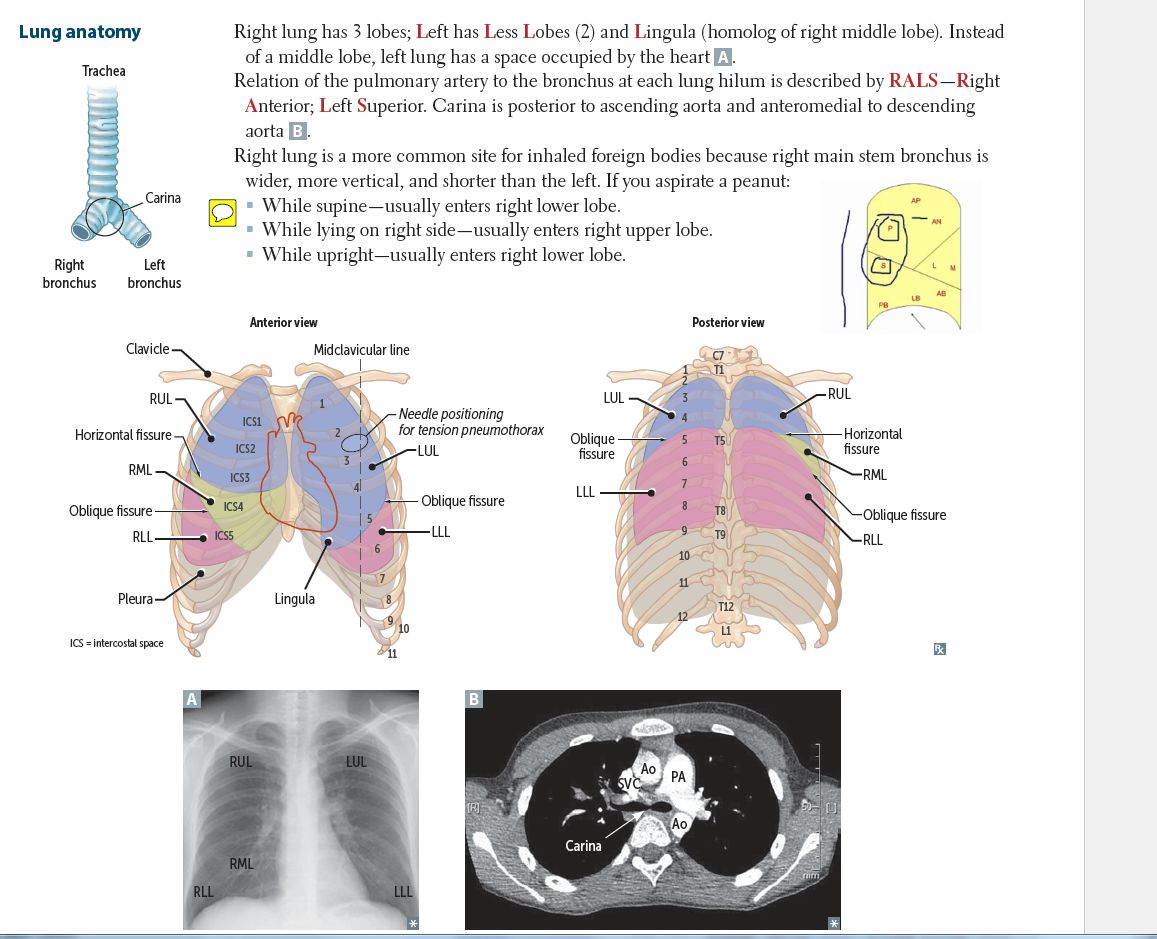 Lung anatomy
Right lung has 3 lobes; Left has Less Lobes (2) and Lingula (homolog of right middle lobe). Instead
of a middle lobe, left lung has a space occupied by the heart A.
Relation of the pulmonary artery to the bronchus at each lung hilum is described by RALS—Right
Anterior; Left Superior. Carina is posterior to ascending aorta and anteromedial to descending
aorta B.
Right lung is a more common site for inhaled foreign bodies because right main stem bronchus is
wider, more vertical, and shorter than the left. If you aspirate a peanut:
▪ While supine—usually enters right lower lobe.
▪ While lying on right side—usually enters right upper lobe.
▪ While upright—usually enters right lower lobe.
Trachea
Carina
Right
bronchus
Left
bronchus
AP
P
AN
S
L
M
PB
LB
AB
Anterior view
Clavicle
Midclavicular line
RUL
Horizontal fissure
RML
Oblique fissure
RLL
Pleura
ICS1
ICS2
ICS3
ICS4
ICS5
1
2
3
4
5
6
7
8
9
10
11
Needle positioning
for tension pneumothorax
LUL
Oblique fissure
LLL
Lingula
ICS = intercostal space
Posterior view
C7
T1
1
2
3
4
5
6
7
8
9
10
11
12
T5
T8
T9
T12
L1
LUL
Oblique
fissure
LLL
RUL
Horizontal
fissure
RML
Oblique fissure
RLL
Rx
A
RUL
LUL
RML
RLL
LLL
*
B
Ao
SVC
PA
Ao
Carina
[R]
50
[L]
mm
*